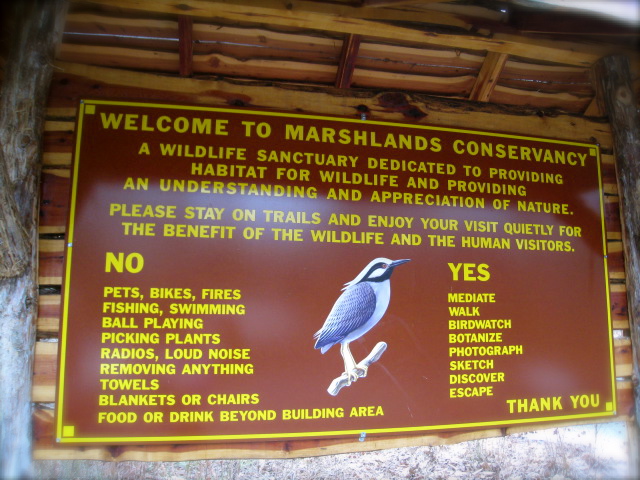 WELCOME TO MARSHLANDS CONSERVANCY
A WILDLIFE SANCTUARY DEDICATED TO PROVIDING
HABITAT FOR WILDLIFE AND PROVIDING
AN UNDERSTANDING AND APPRECIATION OF NATURE.
PLEASE STAY ON TRAILS AND ENJOY YOUR VISIT QUIETLY FOR
THE BENEFIT OF THE WILDLIFE AND THE HUMAN VISITORS.
NO
PETS, BIKES, FIRES
FISHING, SWIMMING
BALL PLAYING
PICKING PLANTS
RADIOS, LOUD NOISE
REMOVING ANYTHING
TOWELS
BLANKETS OR CHAIRS
FOOD OR DRINK BEYOND BUILDING AREA
YES
MEDIATE
WALK
BIRDWATCH
BOTANIZE
PHOTOGRAPH
SKETCH
DISCOVER
ESCAPE
THANK YOU